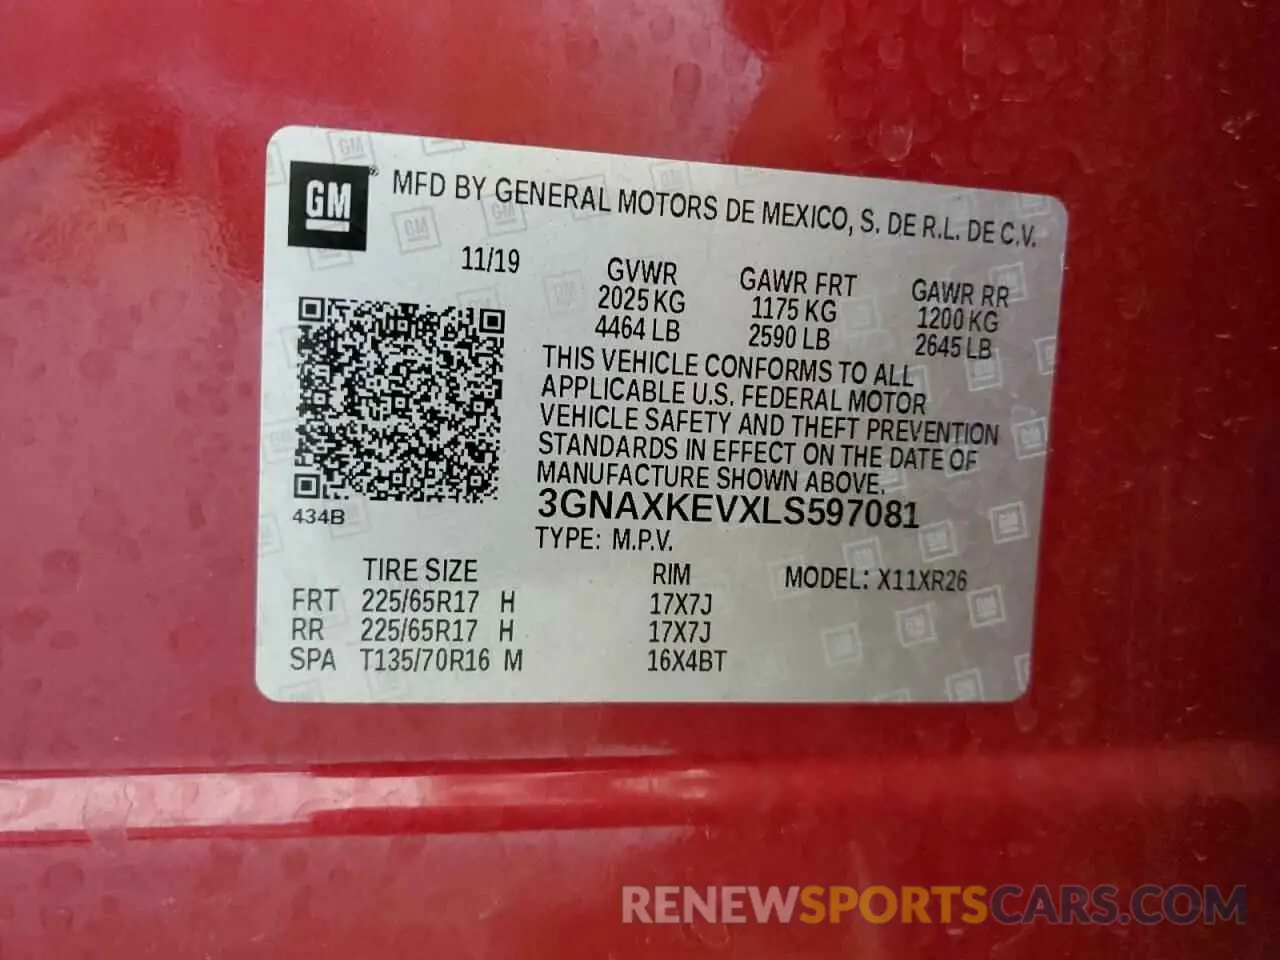 GM® MFD BY GENERAL MOTORS DE MEXICO, S. DE R.L. DE C.V.
11/19 GVWR GAWR FRT GAWR RR
2025 KG 1175 KG 1200 KG
4464 LB 2590 LB 2645 LB
THIS VEHICLE CONFORMS TO ALL
APPLICABLE U.S. FEDERAL MOTOR
VEHICLE SAFETY AND THEFT PREVENTION
STANDARDS IN EFFECT ON THE DATE OF
MANUFACTURE SHOWN ABOVE.
434B 3GNAXKEVXLS597081
TYPE: M.P.V.
TIRE SIZE RIM MODEL: X11XR26
FRT 225/65R17 H 17X7J
RR 225/65R17 H 17X7J
SPA T135/70R16 M 16X4BT
RENEWSPORTSCARS.COM